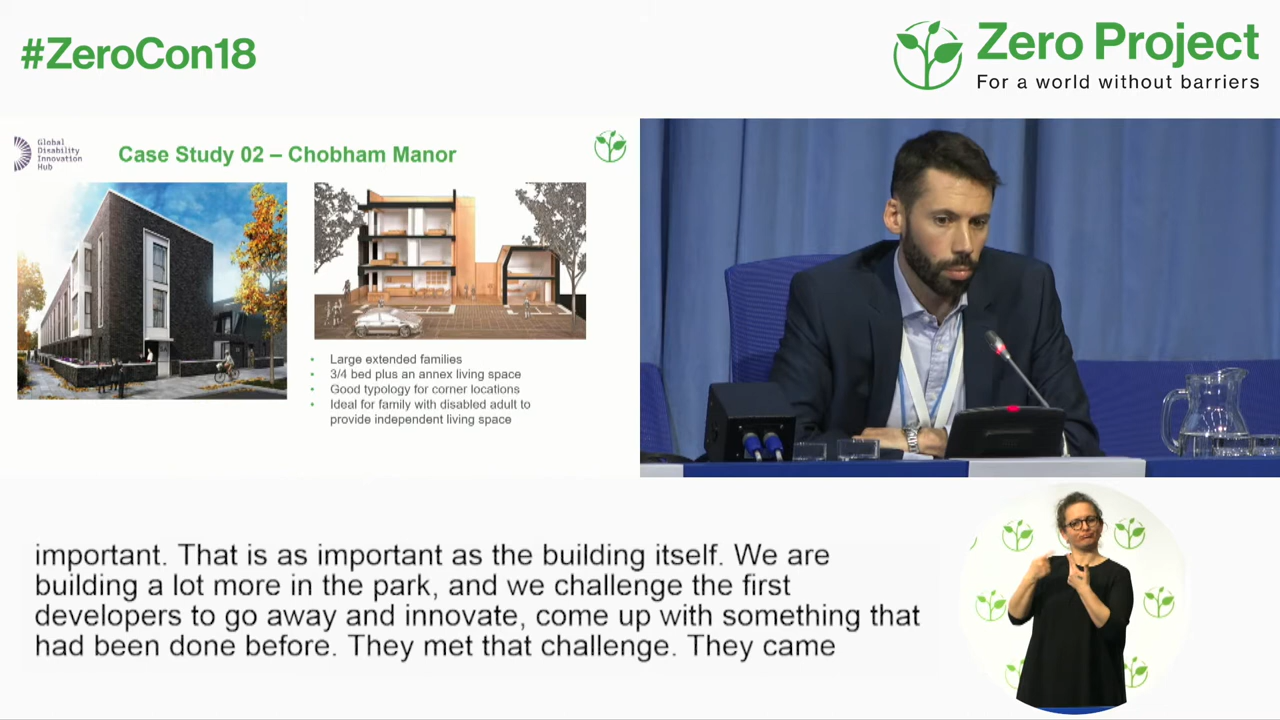 #ZeroCon18
Zero Project
For a world without barriers
Global
Disability
Innovation
Hub
Case Study 02 – Chobham Manor
• Large extended families
• 3/4 bed plus an annex living space
• Good typology for corner locations
• Ideal for family with disabled adult to
provide independent living space
important. That is as important as the building itself. We are
building a lot more in the park, and we challenge the first
developers to go away and innovate, come up with something that
had been done before. They met that challenge. They came